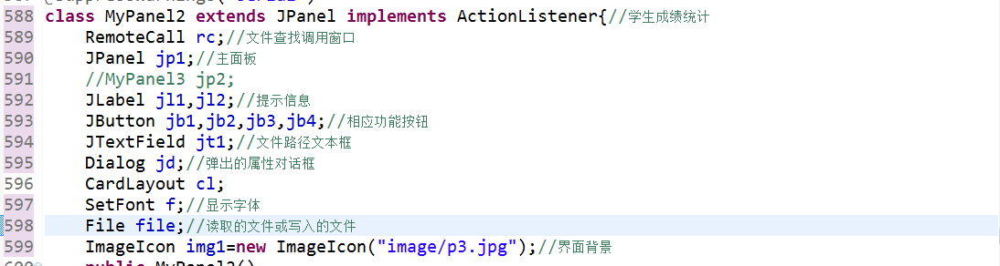 588 class MyPanel2 extends JPanel implements ActionListener{//学生成绩统计
589 RemoteCall rc;//文件查找调用窗口
590 JPanel jp1;//主面板
591 //MyPanel3 jp2;
592 JLabel jl1,jl2;//提示信息
593 JButton jb1,jb2,jb3,jb4;//相应功能按钮
594 JTextField jt1;//文件路径文本框
595 Dialog jd;//弹出的属性对话框
596 CardLayout cl;
597 SetFont f;//显示字体
598 File file;//读取的文件或写入的文件
599 ImageIcon img1=new ImageIcon("image/p3.jpg");//界面背景